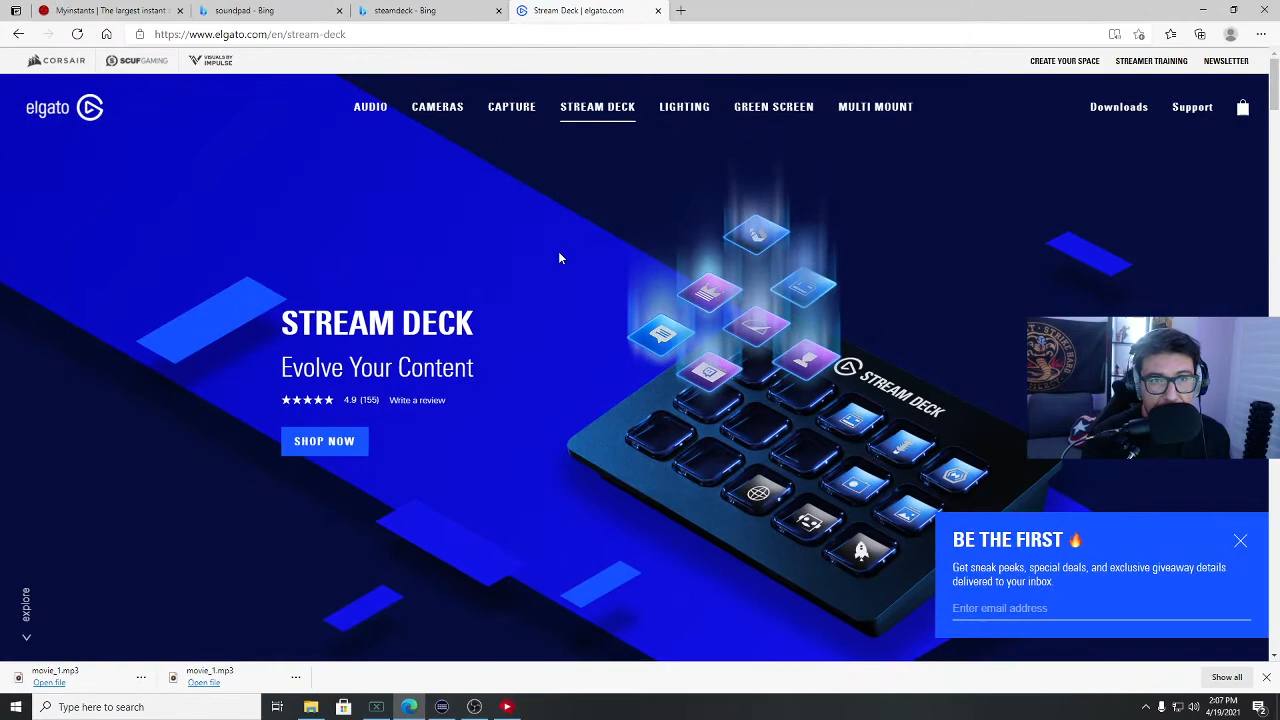 Myinstants | The largest instant
soundpad - Bing
steamdeck - Bing
Stream Deck | elgato.com
https://www.elgato.com/en/stream-deck
CORSAIR
SCUFGAMING
VISUALS BY IMPULSE
CREATE YOUR SPACE
STREAMER TRAINING
NEWSLETTER
elgato
AUDIO
CAMERAS
CAPTURE
STREAM DECK
LIGHTING
GREEN SCREEN
MULTI MOUNT
Downloads
Support
STREAM DECK
Evolve Your Content
4.9 (155) Write a review
SHOP NOW
STREAM DECK
BE THE FIRST 🔥
Get sneak peeks, special deals, and exclusive giveaway details
delivered to your inbox.
Enter email address
explore
movie_1.mp3
Open file
movie_1.mp3
Open file
Show all
Type here to search
2:07 PM
4/19/2021